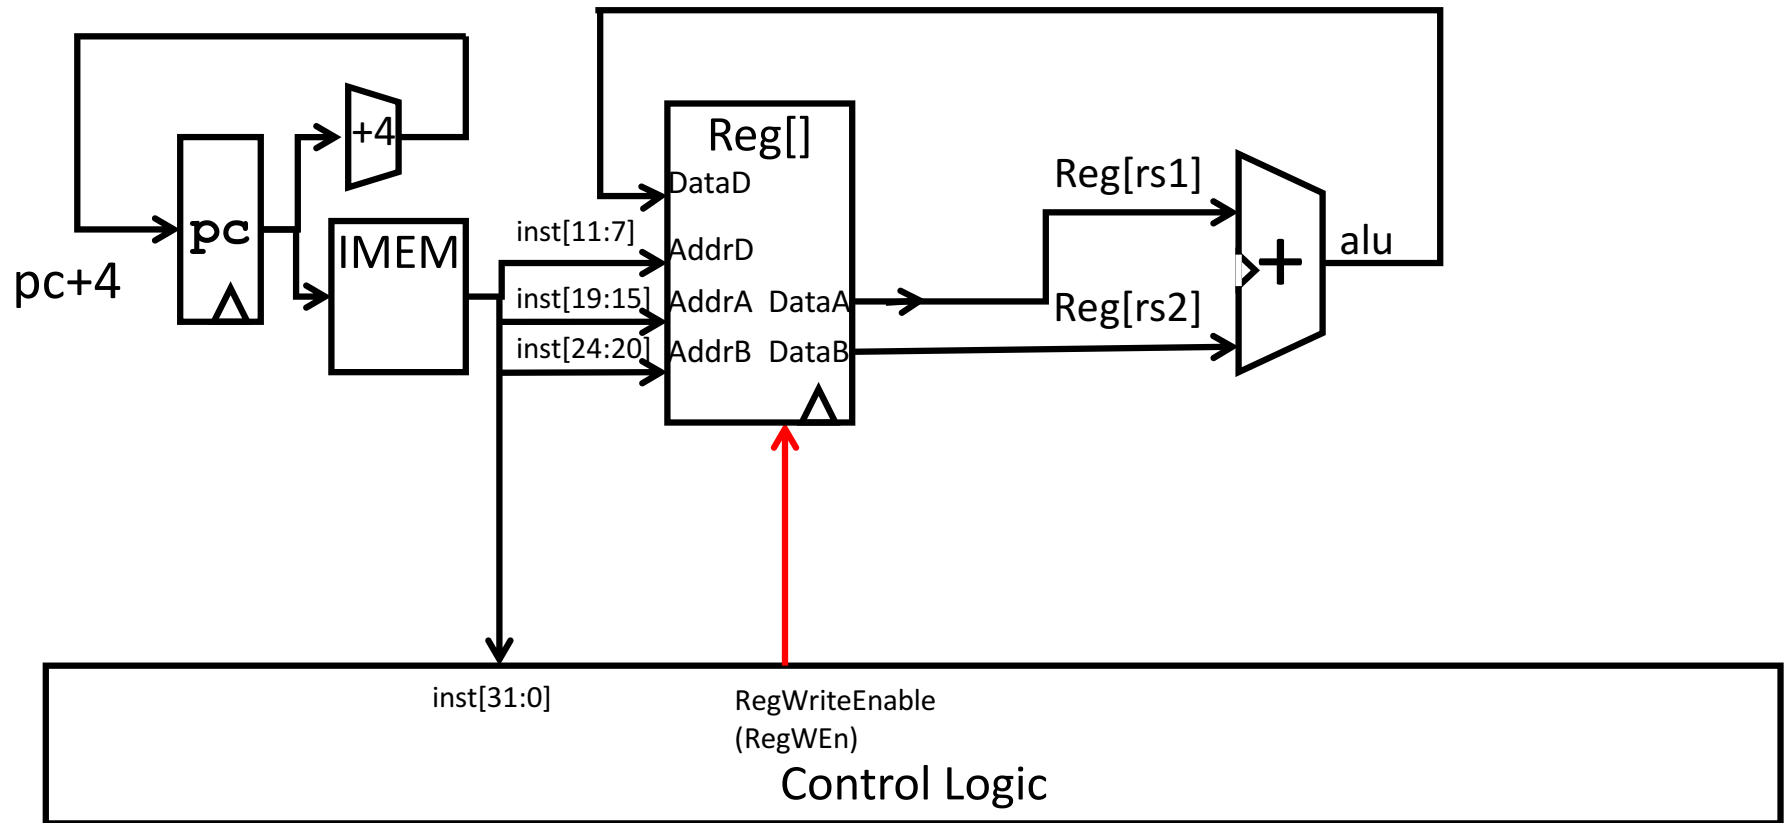 +4
pc
pc+4
IMEM
inst[11:7]
inst[19:15]
inst[24:20]
Reg[]
DataD
AddrD
AddrA DataA
AddrB DataB
Reg[rs1]
Reg[rs2]
+
alu
inst[31:0]
RegWriteEnable
(RegWEn)
Control Logic